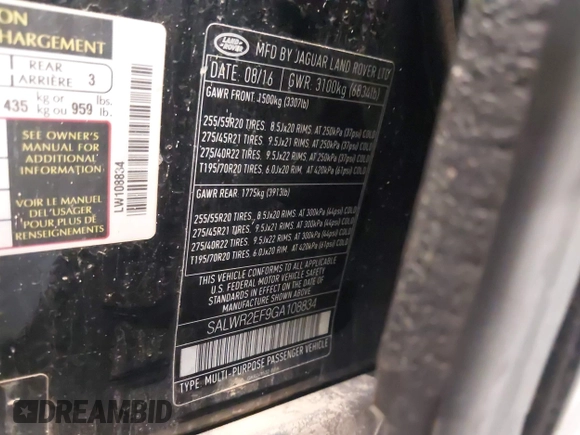 ON
CHARGEMENT
REAR
ARRIÈRE 3
435 kg or kg ou 959 lb. lbs.
SEE OWNER'S
MANUAL FOR
ADDITIONAL
INFORMATION
VOIR LE MANUEL
DEL'USAGER
POUR PLUS DE
RENSEIGNEMENTS
LW108834
LAND ROVER
MFD BY JAGUAR LAND ROVER LTD
DATE: 08/16 GWR: 3100kg (6834lb)
GAWR FRONT: 1500kg (3307lb)
255/55R20 TIRES. 8.5Jx20 RIMS. AT 250kPa (37psi) COLD
275/45R21 TIRES. 9.5Jx21 RIMS. AT 250kPa (37psi) COLD
275/40R22 TIRES. 9.5Jx22 RIMS. AT 250kPa (37psi) COLD
T195/70R20 TIRES. 6.0Jx20 RIM. AT 420kPa (61psi) COLD
GAWR REAR: 1775kg (3913lb)
255/55R20 TIRES. 8.5Jx20 RIMS. AT 300kPa (44psi) COLD
275/45R21 TIRES. 9.5Jx21 RIMS. AT 300kPa (44psi) COLD
275/40R22 TIRES. 9.5Jx22 RIMS. AT 300kPa (44psi) COLD
T195/70R20 TIRES. 6.0Jx20 RIM. AT 420kPa (61psi) COLD
THIS VEHICLE CONFORMS TO ALL APPLICABLE
U.S. FEDERAL MOTOR VEHICLE SAFETY
STANDARDS IN EFFECT ON THE DATE OF
MANUFACTURE SHOWN ABOVE
SALWR2EF9GA108834
TYPE: MULTI-PURPOSE PASSENGER VEHICLE
DREAMBID